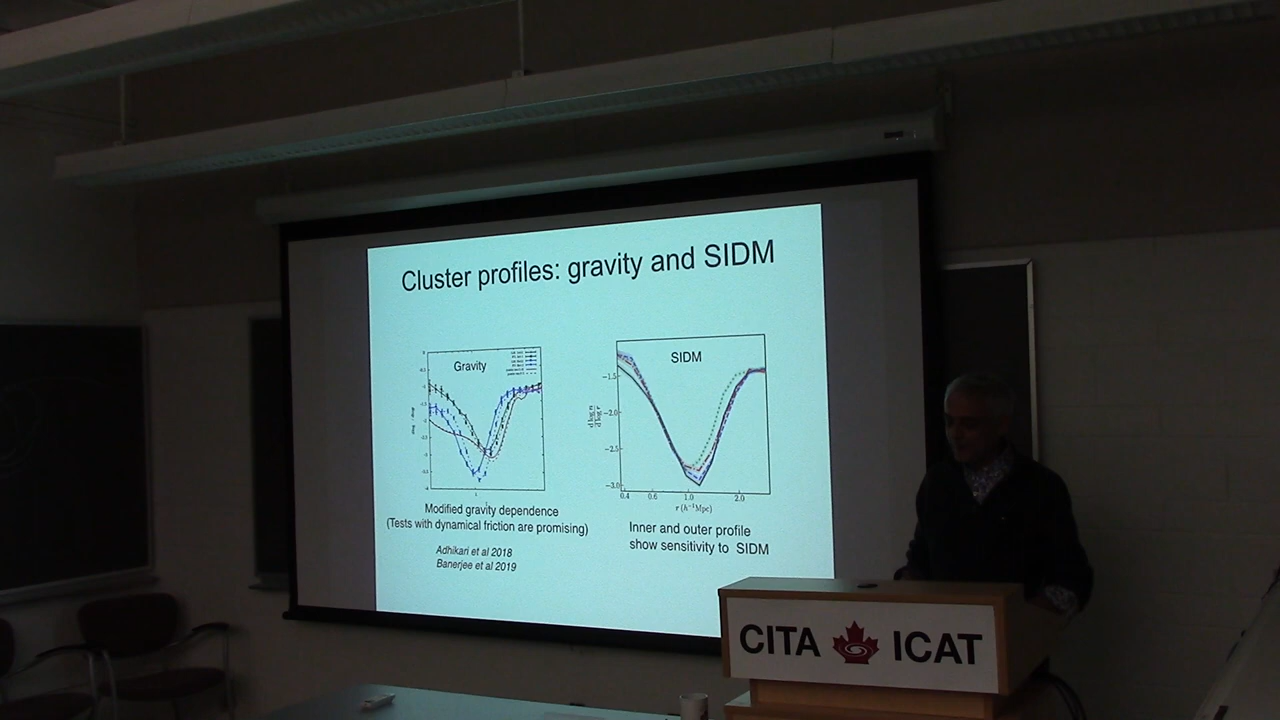 Cluster profiles: gravity and SIDM
Gravity
SIDM
-1.5
-2.0
-2.5
-3.0
0.4 0.6 1.0 2.0
r (h⁻¹Mpc)
Modified gravity dependence
(Tests with dynamical friction are promising)
Adhikari et al 2018
Banerjee et al 2019
Inner and outer profile
show sensitivity to SIDM
CITA ICAT